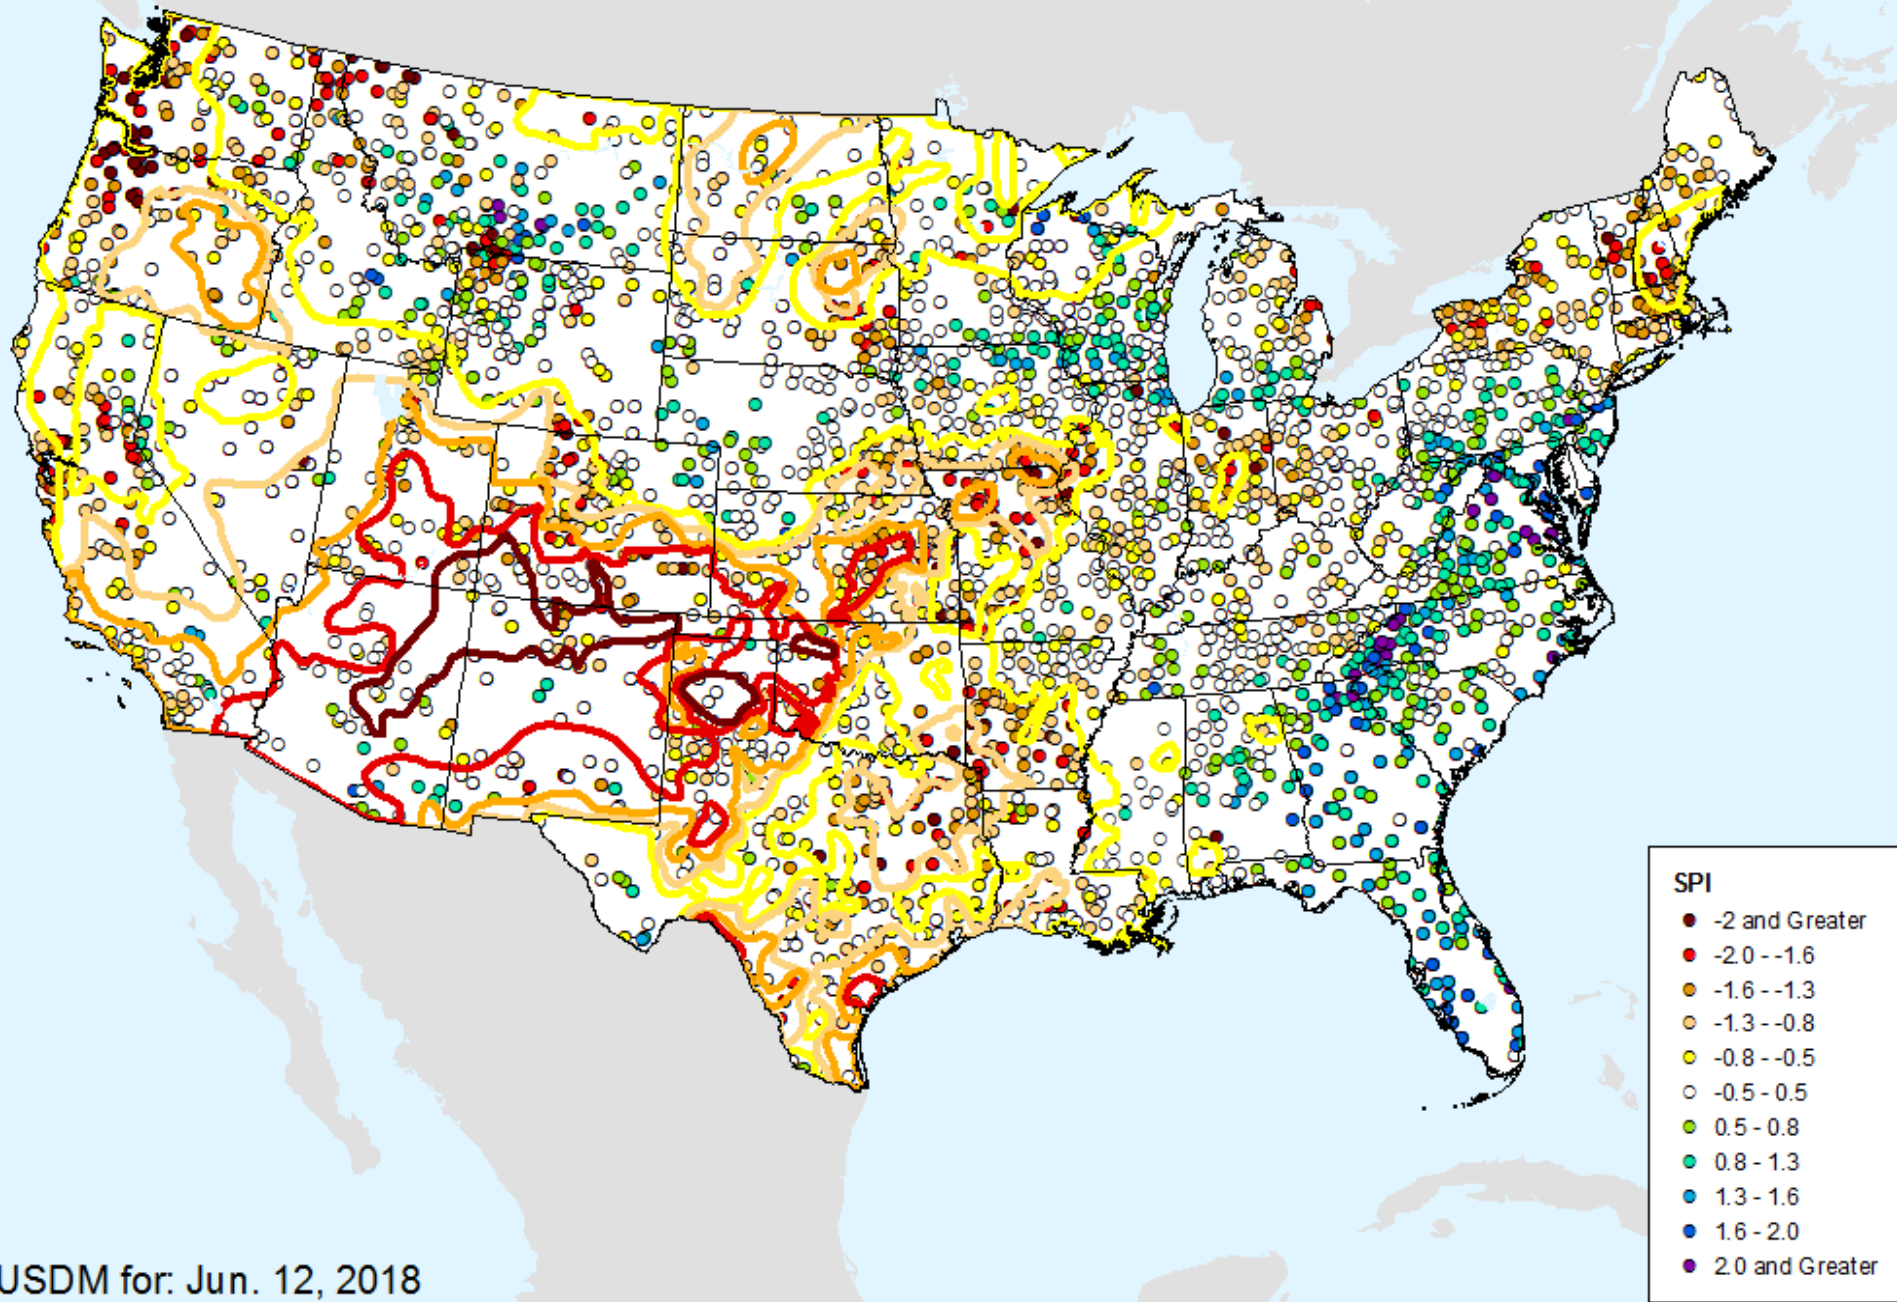 SPI
-2 and Greater
-2.0 - -1.6
-1.6 - -1.3
-1.3 - -0.8
-0.8 - -0.5
-0.5 - 0.5
0.5 - 0.8
0.8 - 1.3
1.3 - 1.6
1.6 - 2.0
2.0 and Greater
USDM for: Jun. 12, 2018